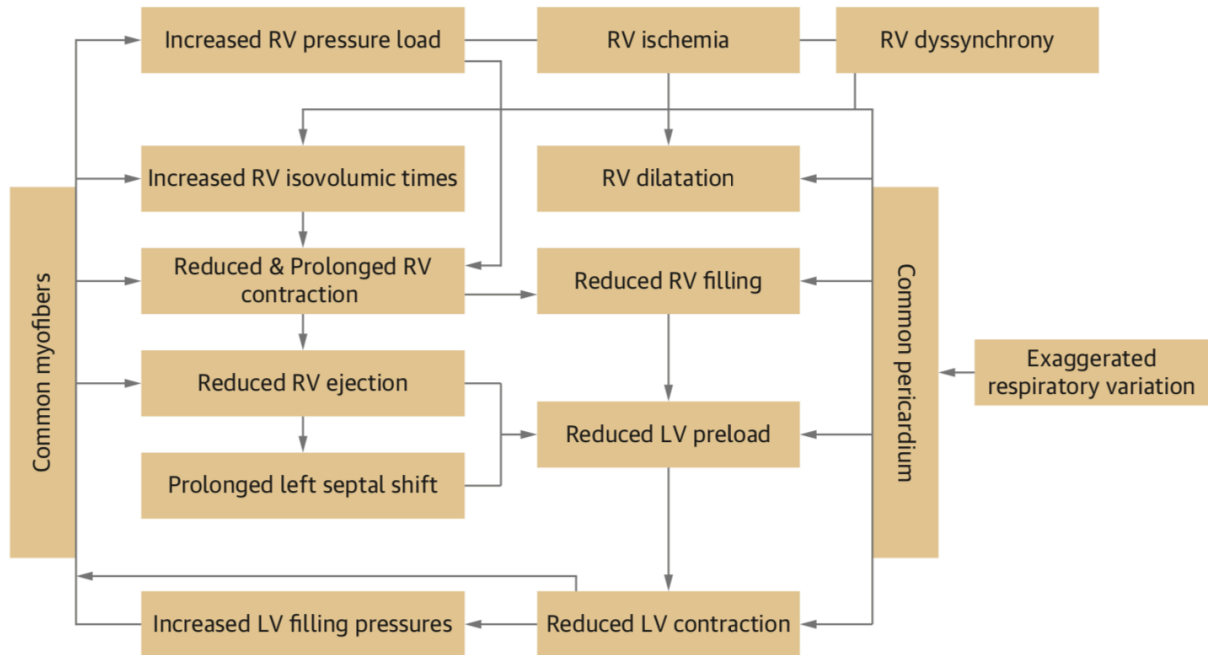 Increased RV pressure load
RV ischemia
RV dyssynchrony
Increased RV isovolumic times
RV dilatation
Common myofibers
Reduced & Prolonged RV
contraction
Reduced RV filling
Common pericardium
Exaggerated
respiratory variation
Reduced RV ejection
Reduced LV preload
Prolonged left septal shift
Increased LV filling pressures
Reduced LV contraction